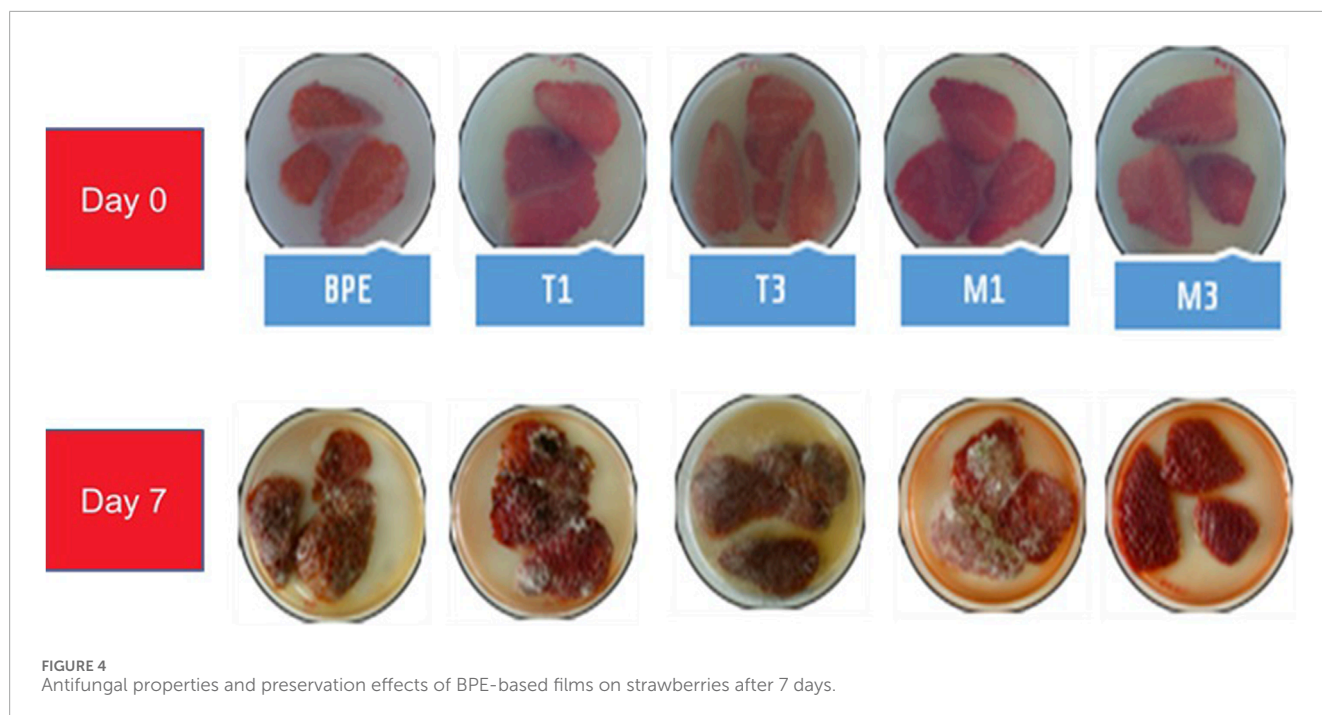 Day 0
BPE
T1
T3
M1
M3
Day 7
FIGURE 4
Antifungal properties and preservation effects of BPE-based films on strawberries after 7 days.